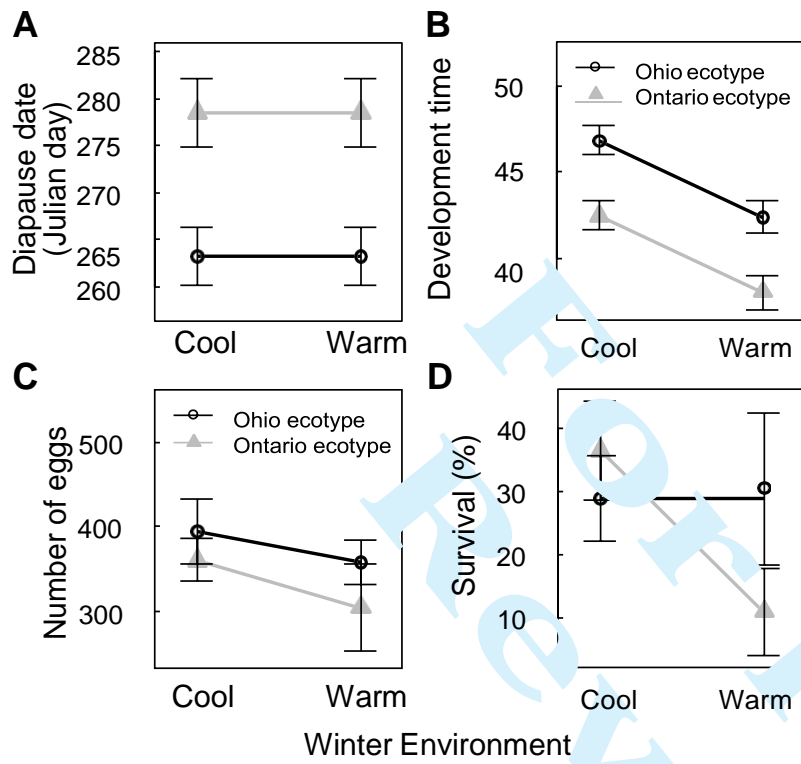 A
Diapause date
(Julian day)
285
280
275
270
265
260
Cool Warm
B
Development time
50
45
40
Ohio ecotype
Ontario ecotype
Cool Warm
C
Number of eggs
500
400
300
Ohio ecotype
Ontario ecotype
Cool Warm
D
Survival (%)
40
30
20
10
Cool Warm
Winter Environment
For
Rev